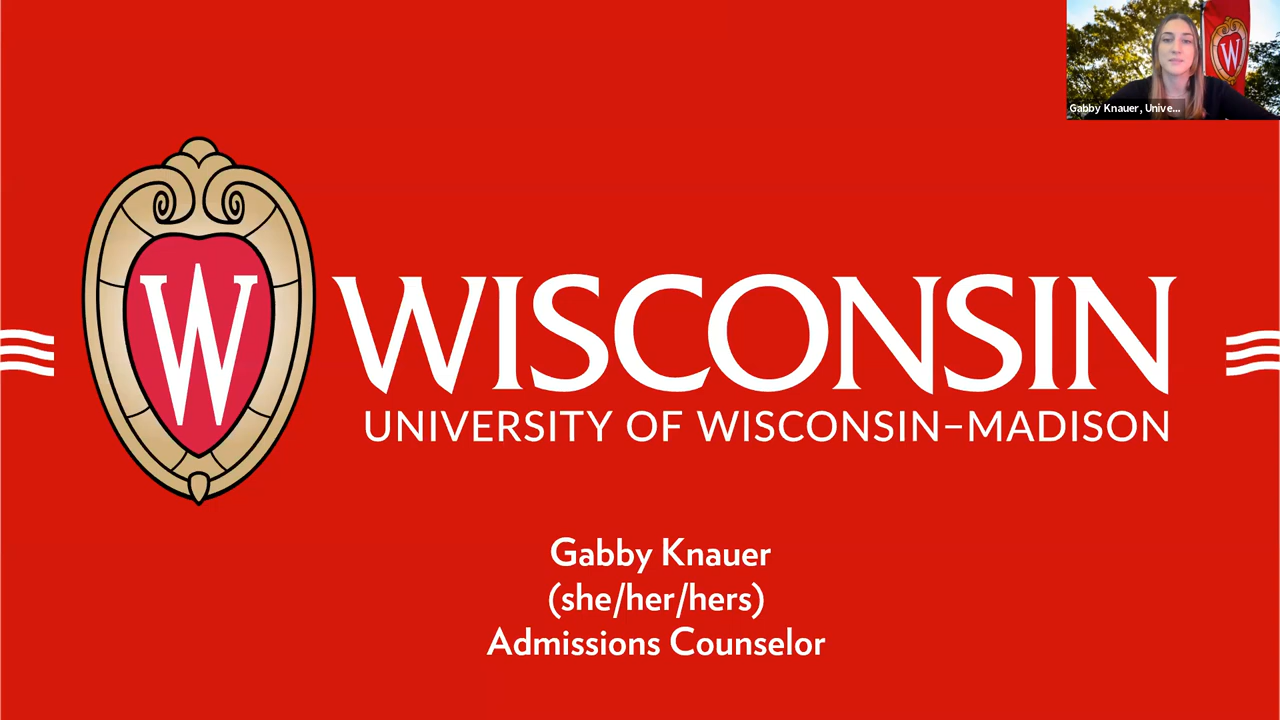 Gabby Knauer, Unive...
W
W
WISCONSIN
UNIVERSITY OF WISCONSIN–MADISON
Gabby Knauer
(she/her/hers)
Admissions Counselor